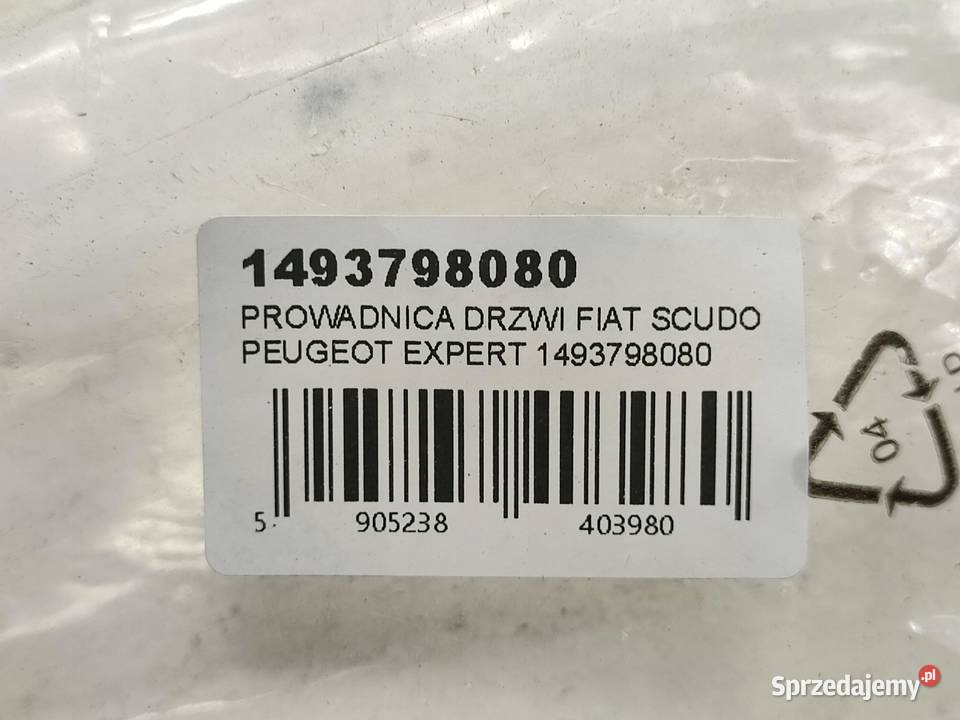 1493798080
PROWADNICA DRZWI FIAT SCUDO
PEUGEOT EXPERT 1493798080
5 905238 403980
04
Sprzedajemy.pl